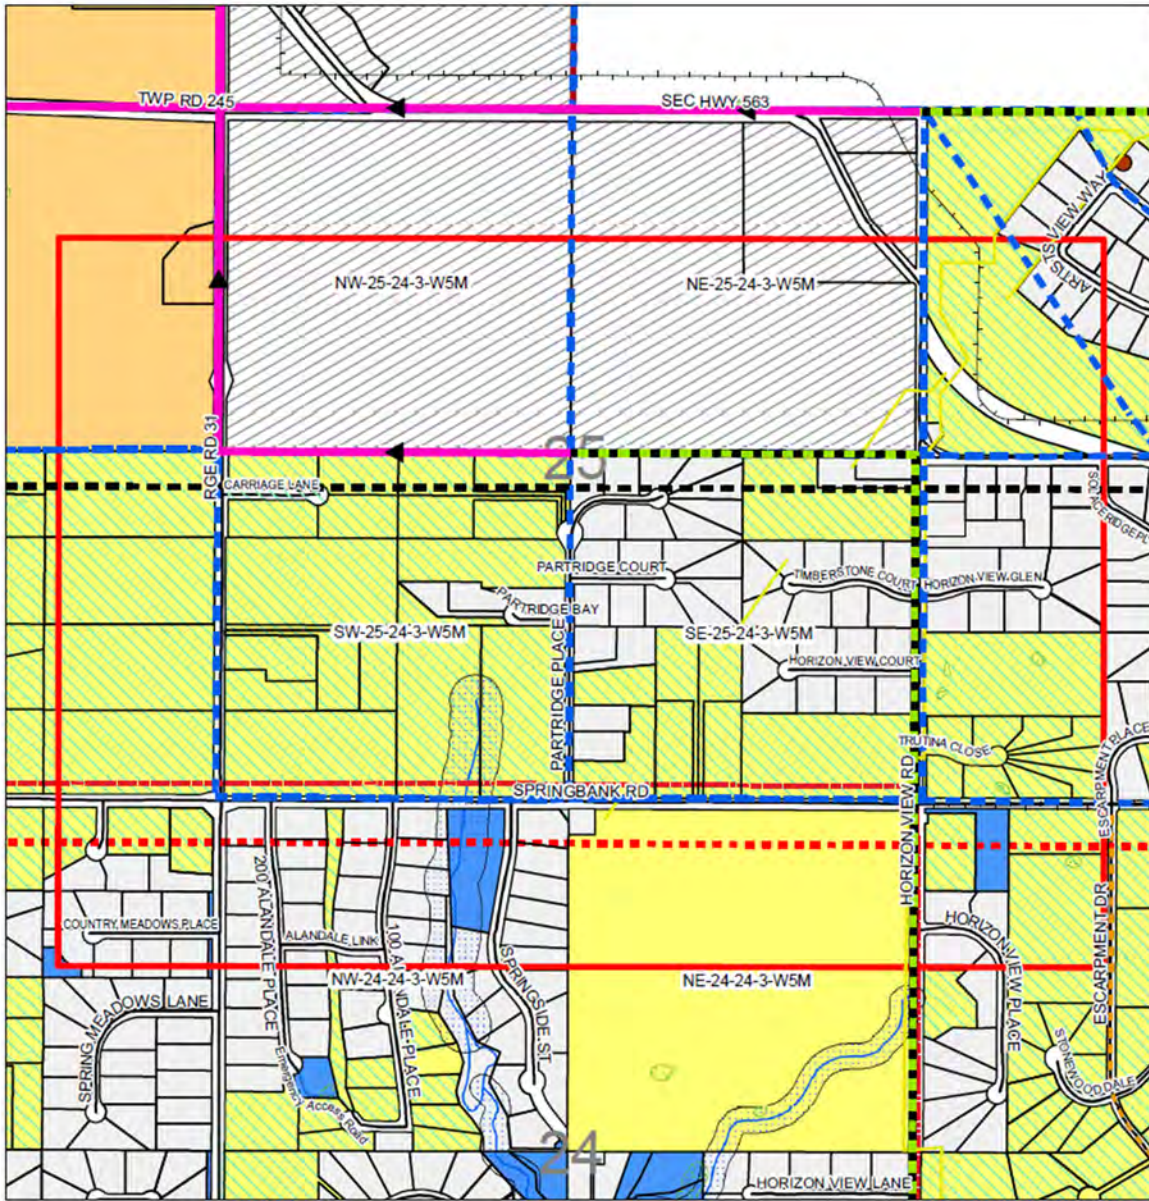 TWP RD 245
SEC HWY 563
ARTISTS VIEW WAY
NW-25-24-3-W5M
NE-25-24-3-W5M
RGE RD 31
25
CARRIAGE LANE
PARTRIDGE COURT
TIMBERSTONE COURT
HORIZON VIEW GLEN
PARTRIDGE BAY
SW-25-24-3-W5M
SE-25-24-3-W5M
PARTRIDGE PLACE
HORIZON VIEW COURT
TRUTINA CLOSE
ESCARPMENT PLACE
SPRINGBANK RD
HORIZON VIEW RD
200 ALANDALE PLACE
COUNTRY MEADOWS PLACE
ALANDALE LINK
SPRINGSIDE ST
HORIZON VIEW PLACE
ESCARPMENT DR
NW-24-24-3-W5M
NE-24-24-3-W5M
SPRING MEADOWS LANE
Emergency Access Road
STONEWOOD DALE
24
HORIZON VIEW LANE